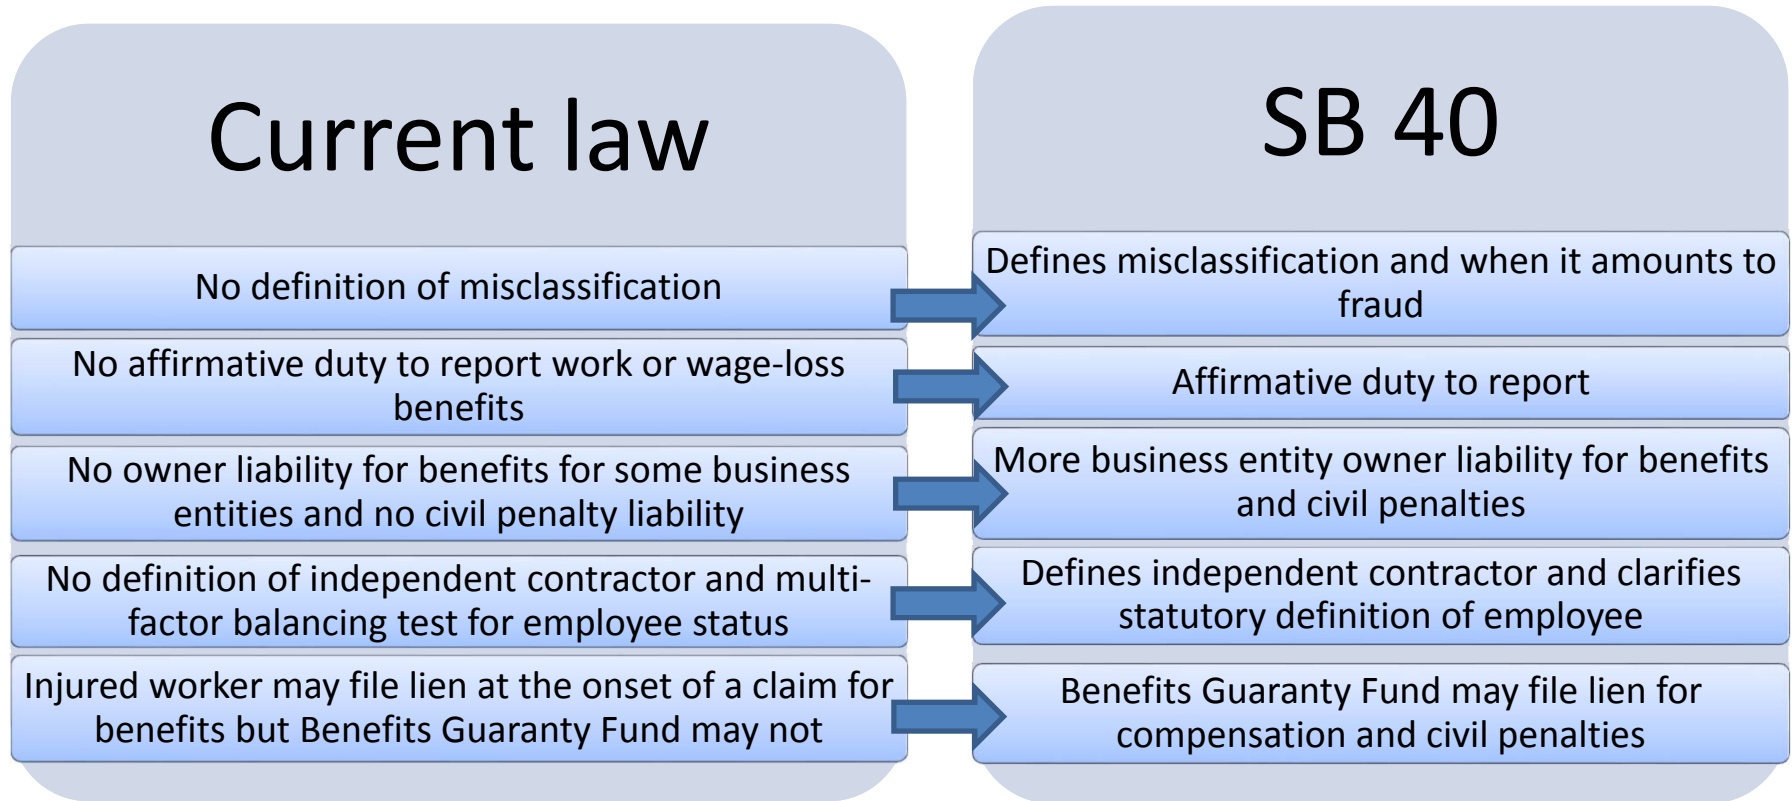 Current law
No definition of misclassification
No affirmative duty to report work or wage-loss
benefits
No owner liability for benefits for some business
entities and no civil penalty liability
No definition of independent contractor and multi-
factor balancing test for employee status
Injured worker may file lien at the onset of a claim for
benefits but Benefits Guaranty Fund may not
SB 40
Defines misclassification and when it amounts to
fraud
Affirmative duty to report
More business entity owner liability for benefits
and civil penalties
Defines independent contractor and clarifies
statutory definition of employee
Benefits Guaranty Fund may file lien for
compensation and civil penalties